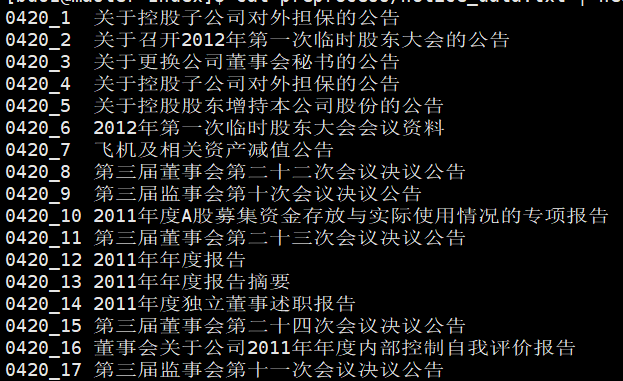 0420_1 关于控股子公司对外担保的公告
0420_2 关于召开2012年第一次临时股东大会的公告
0420_3 关于更换公司董事会秘书的公告
0420_4 关于控股子公司对外担保的公告
0420_5 关于控股股东增持本公司股份的公告
0420_6 2012年第一次临时股东大会会议资料
0420_7 飞机及相关资产减值公告
0420_8 第三届董事会第二十二次会议决议公告
0420_9 第三届监事会第十次会议决议公告
0420_10 2011年度A股募集资金存放与实际使用情况的专项报告
0420_11 第三届董事会第二十三次会议决议公告
0420_12 2011年年度报告
0420_13 2011年年度报告摘要
0420_14 2011年度独立董事述职报告
0420_15 第三届董事会第二十四次会议决议公告
0420_16 董事会关于公司2011年年度内部控制自我评价报告
0420_17 第三届监事会第十一次会议决议公告